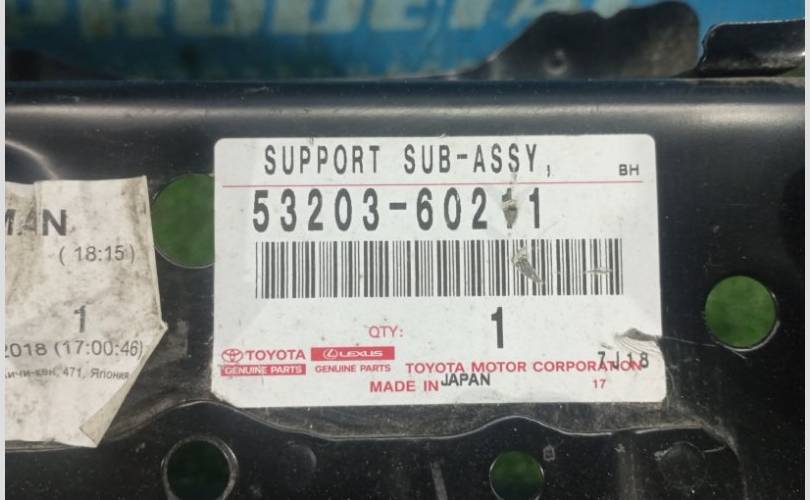 SUPPORT SUB-ASSY,
BH
53203-60211
MAN
( 18:15)
1
2018 (17:00:46)
471, Япония
QTY: 1
TOYOTA LEXUS
GENUINE PARTS GENUINE PARTS
TOYOTA MOTOR CORPORATION
7J18
MADE IN JAPAN 17